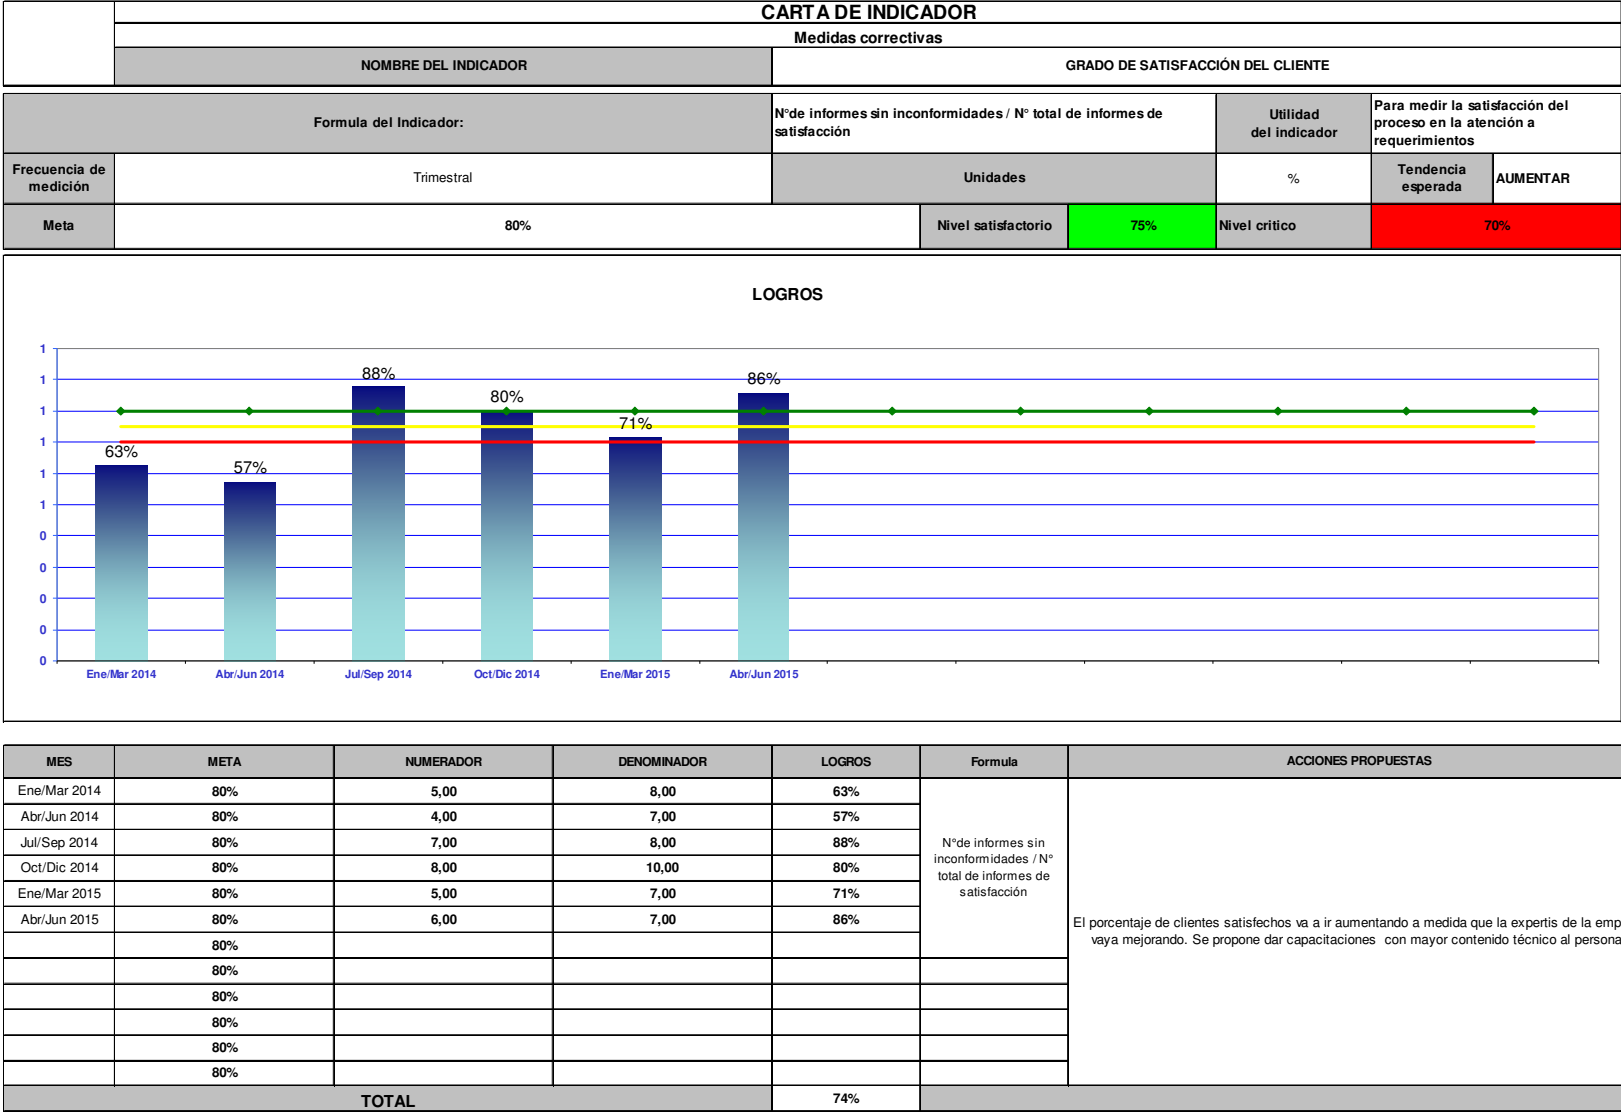 CARTA DE INDICADOR
Medidas correctivas
NOMBRE DEL INDICADOR
GRADO DE SATISFACCIÓN DEL CLIENTE
Formula del Indicador:
N°de informes sin inconformidades / N° total de informes de
satisfacción
Utilidad
del indicador
Para medir la satisfacción del
proceso en la atención a
requerimientos
Frecuencia de
medición
Trimestral
Unidades
%
Tendencia
esperada
AUMENTAR
Meta
80%
Nivel satisfactorio
75%
Nivel critico
70%
LOGROS
1
1
1
1
1
1
0
0
0
0
0
63%
57%
88%
80%
71%
86%
Ene/Mar 2014
Abr/Jun 2014
Jul/Sep 2014
Oct/Dic 2014
Ene/Mar 2015
Abr/Jun 2015
MES META NUMERADOR DENOMINADOR LOGROS Formula ACCIONES PROPUESTAS
Ene/Mar 2014 80% 5,00 8,00 63%
Abr/Jun 2014 80% 4,00 7,00 57%
Jul/Sep 2014 80% 7,00 8,00 88%
Oct/Dic 2014 80% 8,00 10,00 80%
Ene/Mar 2015 80% 5,00 7,00 71%
Abr/Jun 2015 80% 6,00 7,00 86%
80%
80%
80%
80%
80%
80%
N°de informes sin
inconformidades / N°
total de informes de
satisfacción
El porcentaje de clientes satisfechos va a ir aumentando a medida que la expertis de la emp
vaya mejorando. Se propone dar capacitaciones con mayor contenido técnico al persona
TOTAL 74%